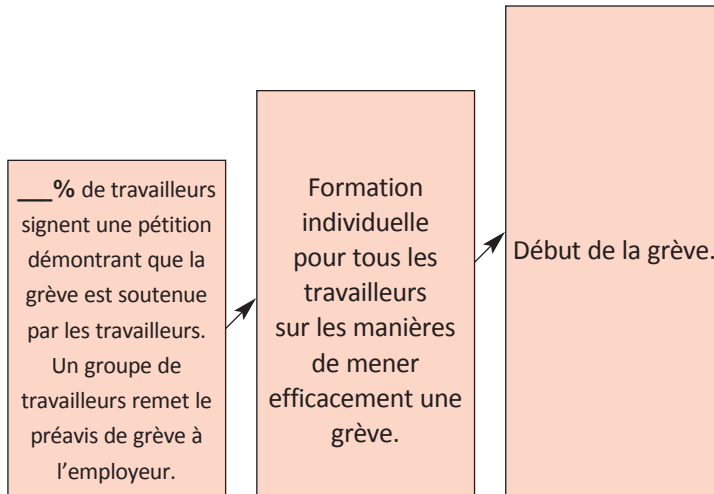 ___% de travailleurs
signent une pétition
démontrant que la
grève est soutenue
par les travailleurs.
Un groupe de
travailleurs remet le
préavis de grève à
l’employeur.
Formation
individuelle
pour tous les
travailleurs
sur les manières
de mener
efficacement une
grève.
Début de la grève.